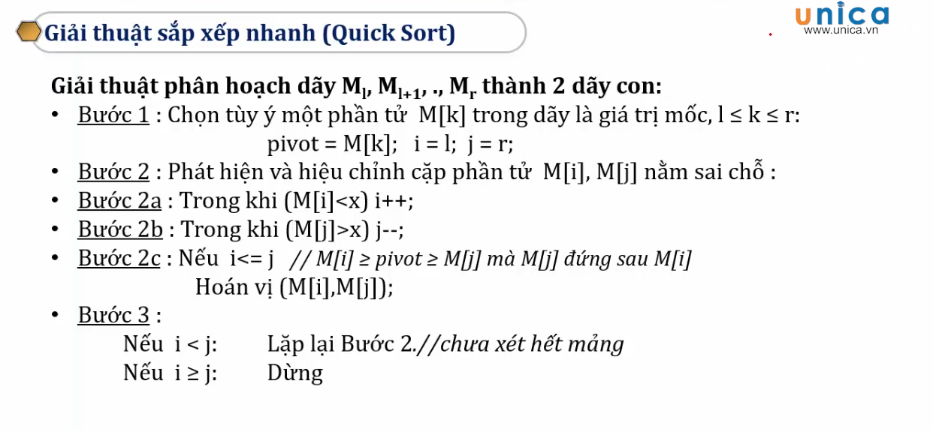 Giải thuật sắp xếp nhanh (Quick Sort)
unica
www.unica.vn
Giải thuật phân hoạch dãy Mₗ, Mₗ₊₁, ., Mᵣ thành 2 dãy con:
• Bước 1 : Chọn tùy ý một phần tử M[k] trong dãy là giá trị mốc, l ≤ k ≤ r:
pivot = M[k]; i = l; j = r;
• Bước 2 : Phát hiện và hiệu chỉnh cặp phần tử M[i], M[j] nằm sai chỗ :
• Bước 2a : Trong khi (M[i]<x) i++;
• Bước 2b : Trong khi (M[j]>x) j--;
• Bước 2c : Nếu i<= j // M[i] ≥ pivot ≥ M[j] mà M[j] đứng sau M[i]
Hoán vị (M[i],M[j]);
• Bước 3 :
Nếu i < j: Lặp lại Bước 2.//chưa xét hết mảng
Nếu i ≥ j: Dừng